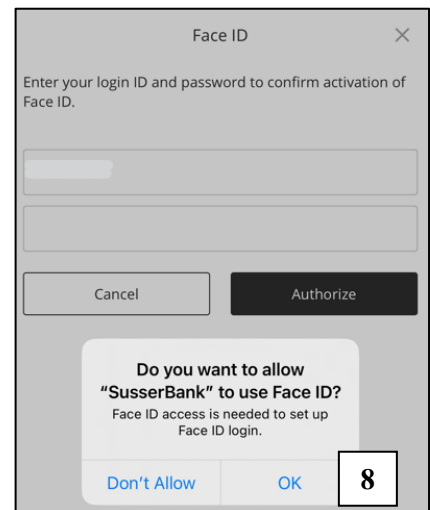 Face ID
Enter your login ID and password to confirm activation of
Face ID.
Cancel
Authorize
Do you want to allow
“SusserBank” to use Face ID?
Face ID access is needed to set up
Face ID login.
Don’t Allow
OK
8